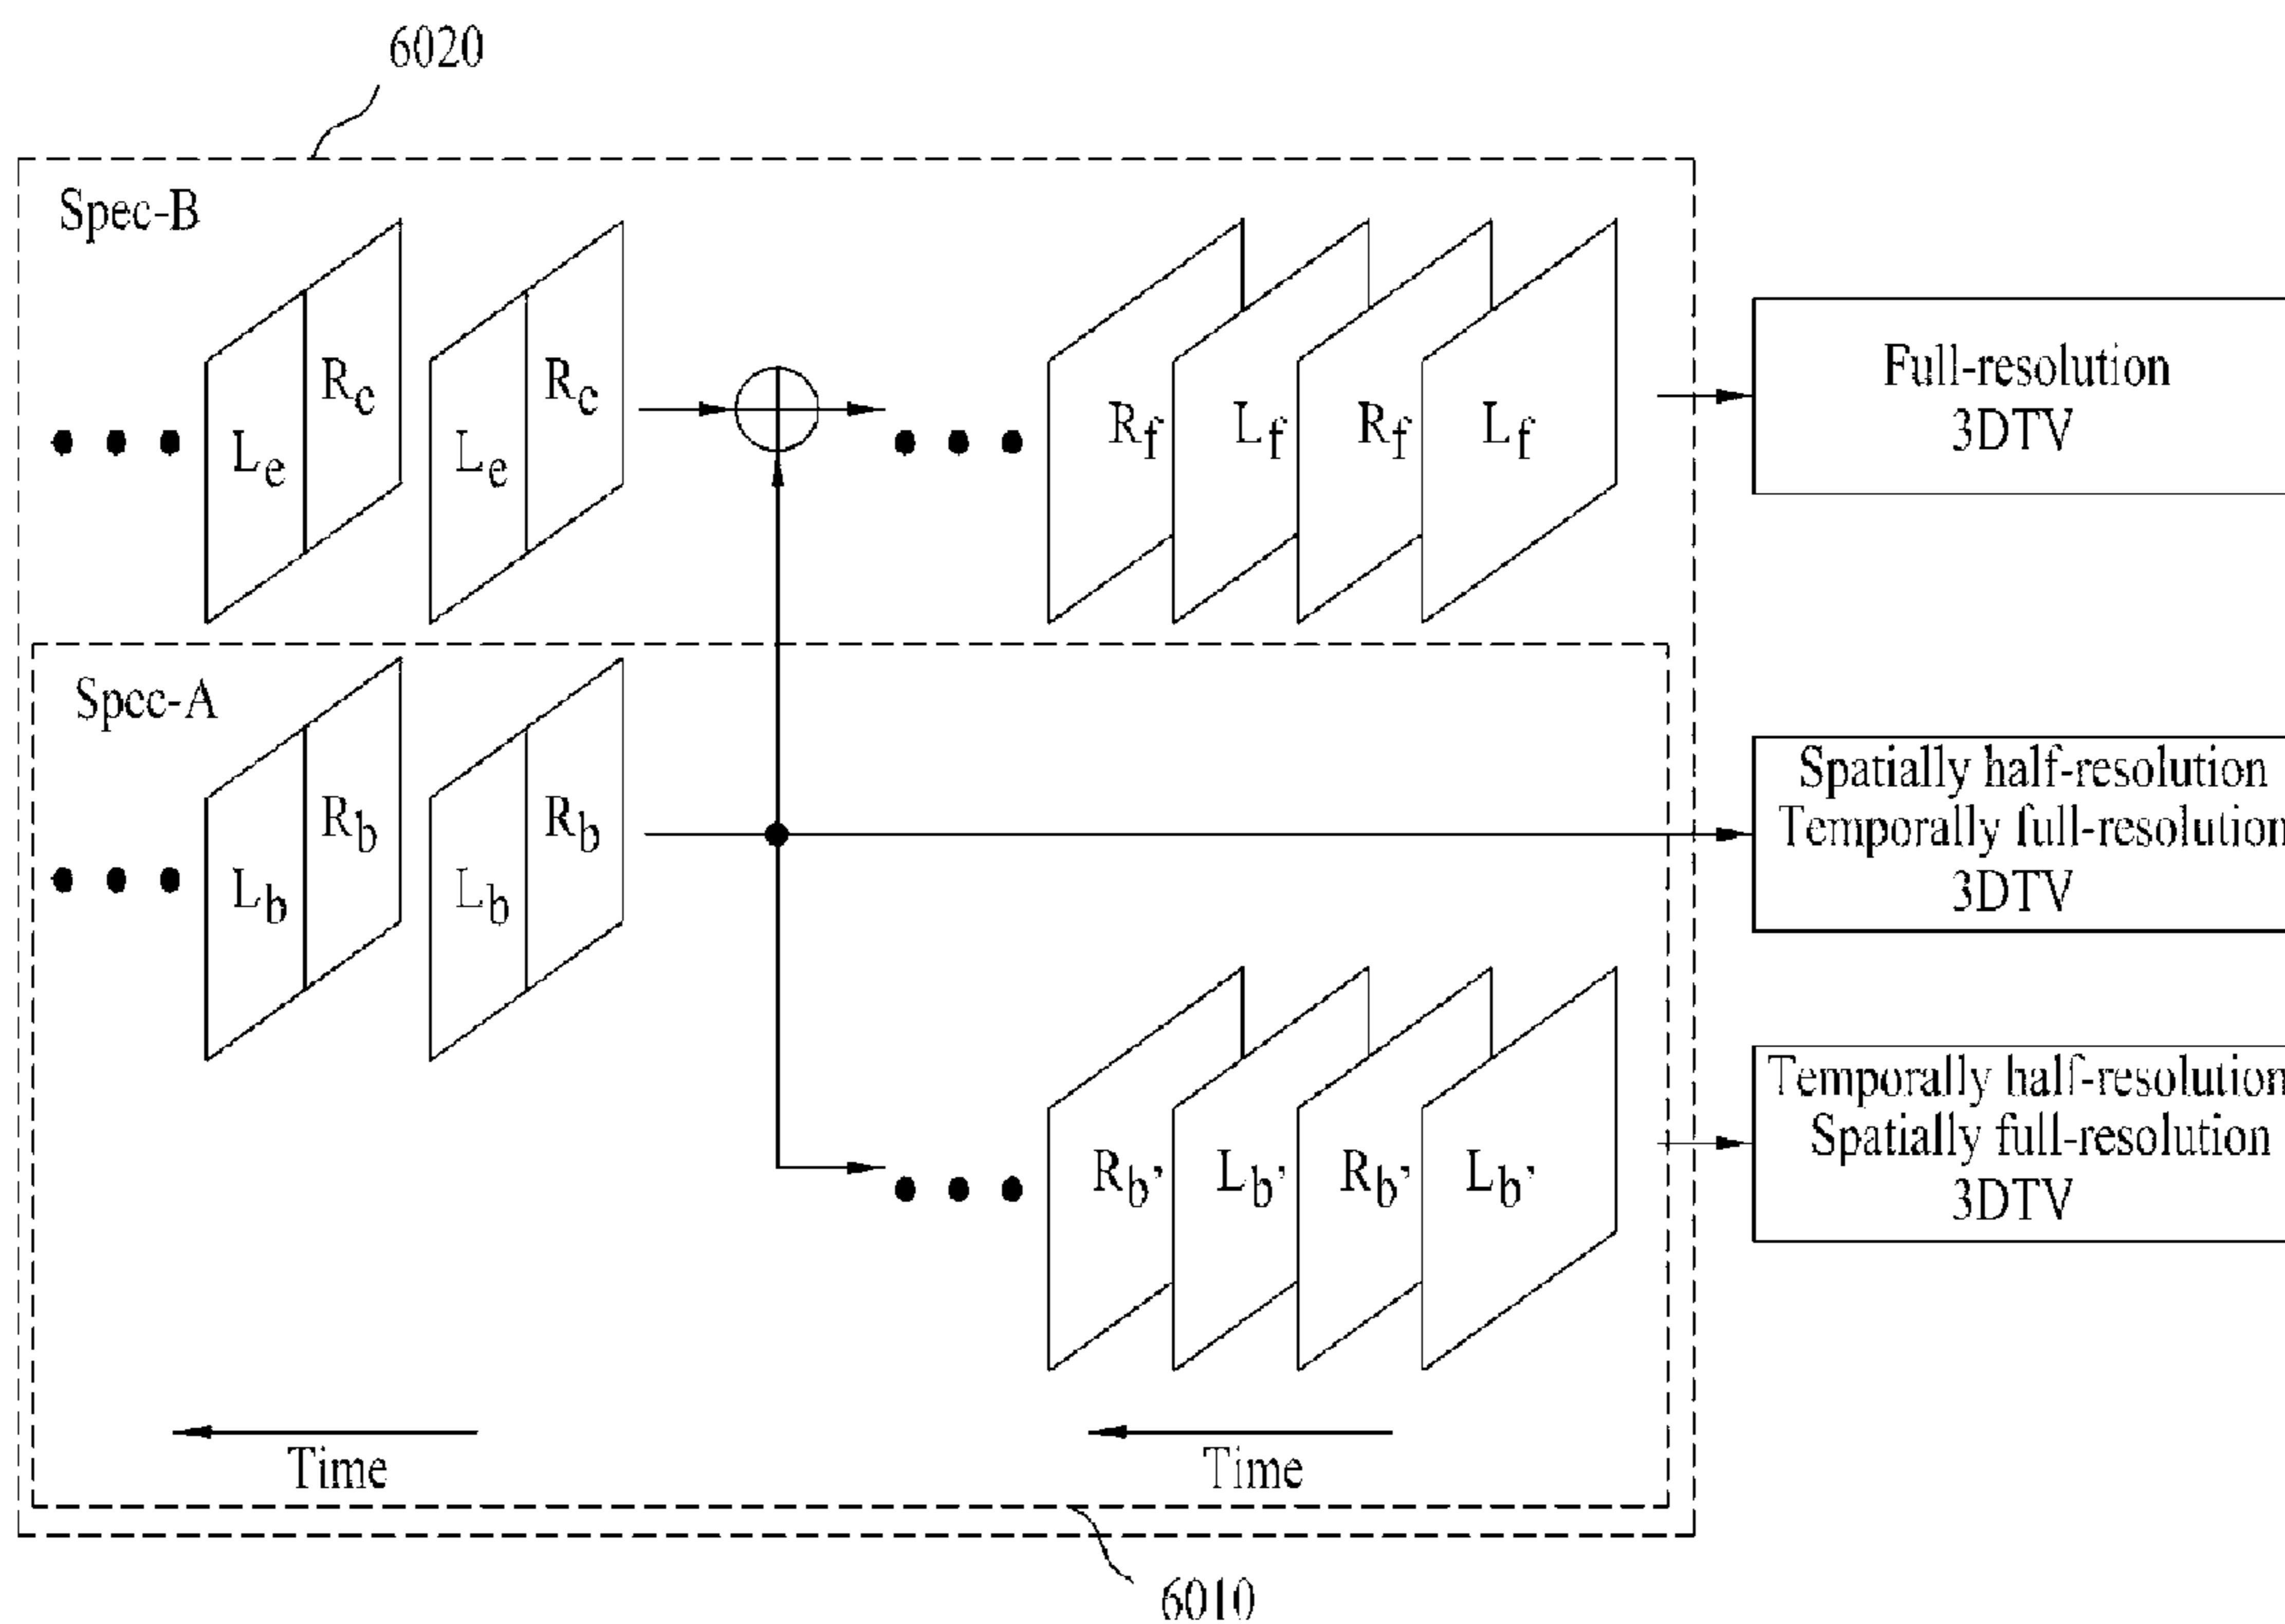 6020
Spec-B
Full-resolution
3DTV
Rc Rc
Le Le
Rf Lf Rf Lf
Spcc-A
Spatially half-resolution
Temporally full-resolution
3DTV
Rb Rb
Lb Lb
Temporally half-resolution
Spatially full-resolution
3DTV
Rb' Lb' Rb' Lb'
Time Time
6010